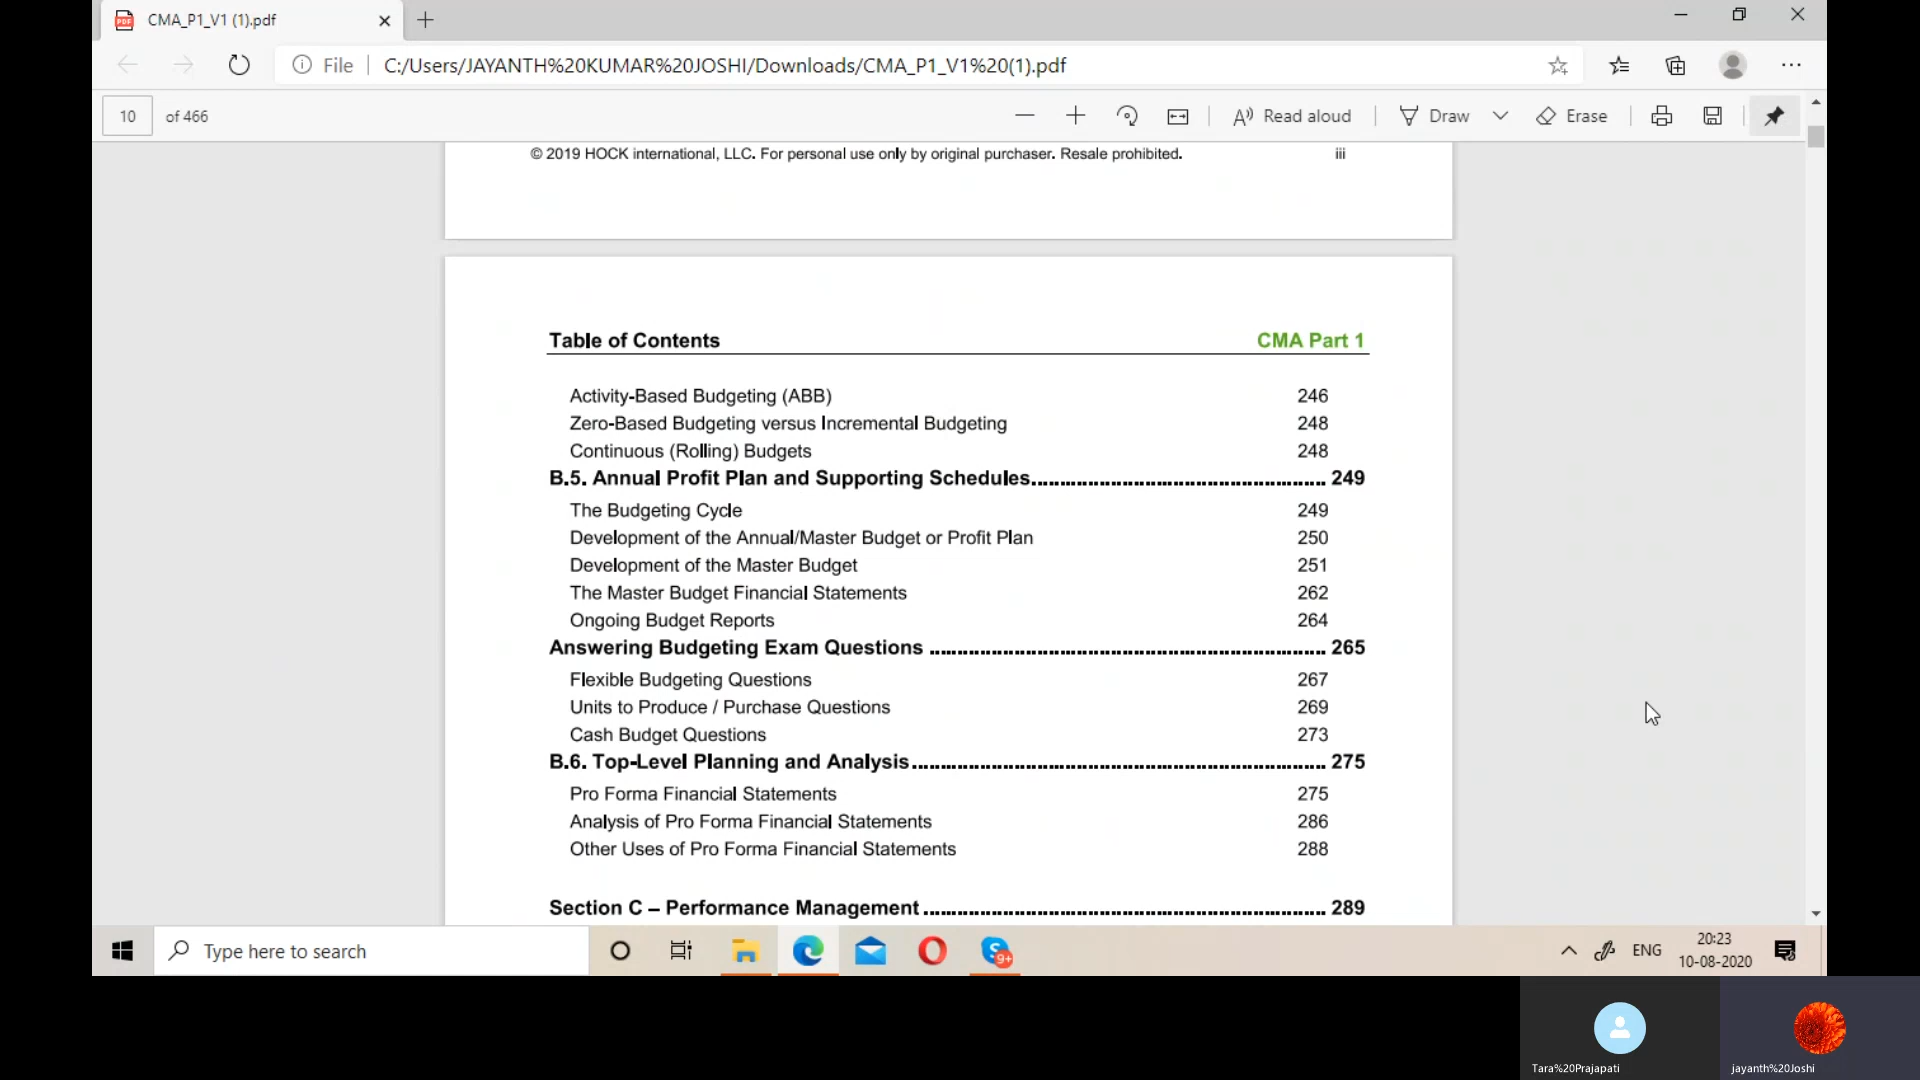 CMA_P1_V1 (1).pdf
File C:/Users/JAYANTH%20KUMAR%20JOSHI/Downloads/CMA_P1_V1%20(1).pdf
10 of 466 Read aloud Draw Erase
© 2019 HOCK international, LLC. For personal use only by original purchaser. Resale prohibited. iii
Table of Contents CMA Part 1
Activity-Based Budgeting (ABB) 246
Zero-Based Budgeting versus Incremental Budgeting 248
Continuous (Rolling) Budgets 248
B.5. Annual Profit Plan and Supporting Schedules.................................................. 249
The Budgeting Cycle 249
Development of the Annual/Master Budget or Profit Plan 250
Development of the Master Budget 251
The Master Budget Financial Statements 262
Ongoing Budget Reports 264
Answering Budgeting Exam Questions .................................................................... 265
Flexible Budgeting Questions 267
Units to Produce / Purchase Questions 269
Cash Budget Questions 273
B.6. Top-Level Planning and Analysis...................................................................... 275
Pro Forma Financial Statements 275
Analysis of Pro Forma Financial Statements 286
Other Uses of Pro Forma Financial Statements 288
Section C – Performance Management ..................................................................... 289
Type here to search
9+
ENG
20:23
10-08-2020
Tara%20Prajapati
jayanth%20Joshi